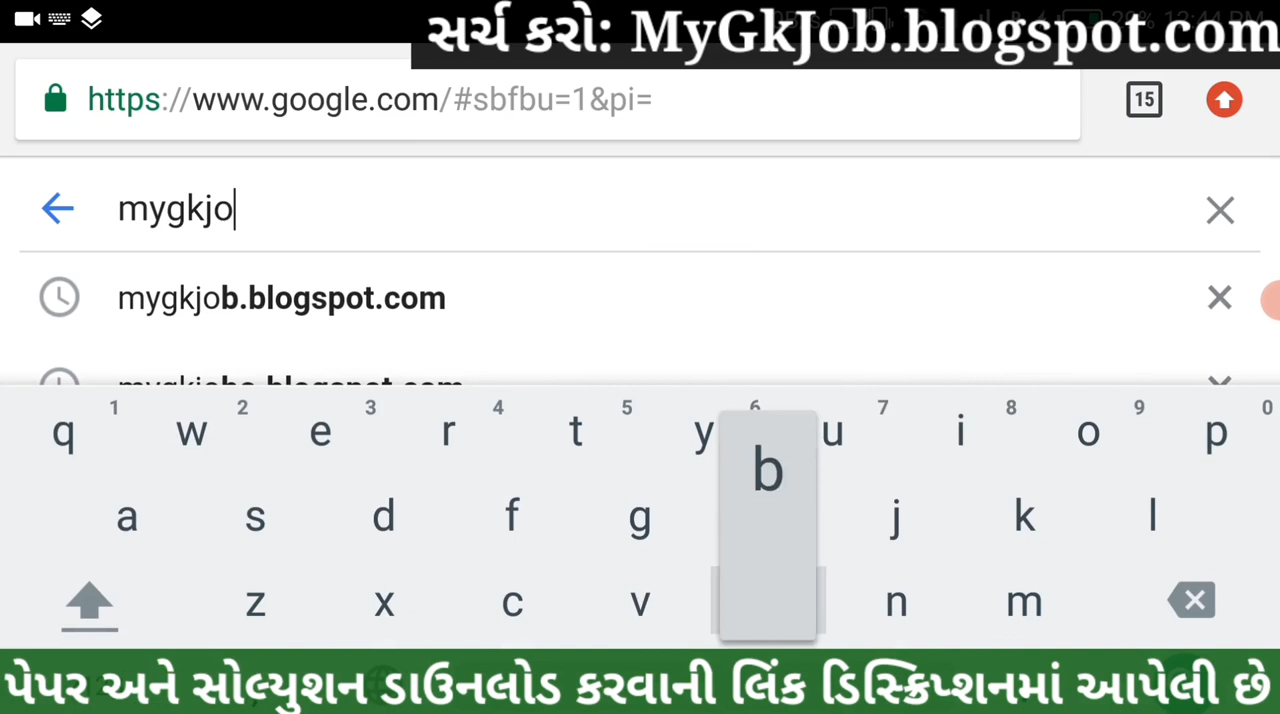 સર્ચ કરો: MyGkJob.blogspot.com
https://www.google.com/#sbfbu=1&pi=
15
mygkjo
mygkjob.blogspot.com
1 2 3 4 5 6 7 8 9 0
q w e r t y u i o p
b
a s d f g j k l
z x c v n m
પેપર અને સોલ્યુશન ડાઉનલોડ કરવાની લિંક ડિસ્ક્રિપ્શનમાં આપેલી છે